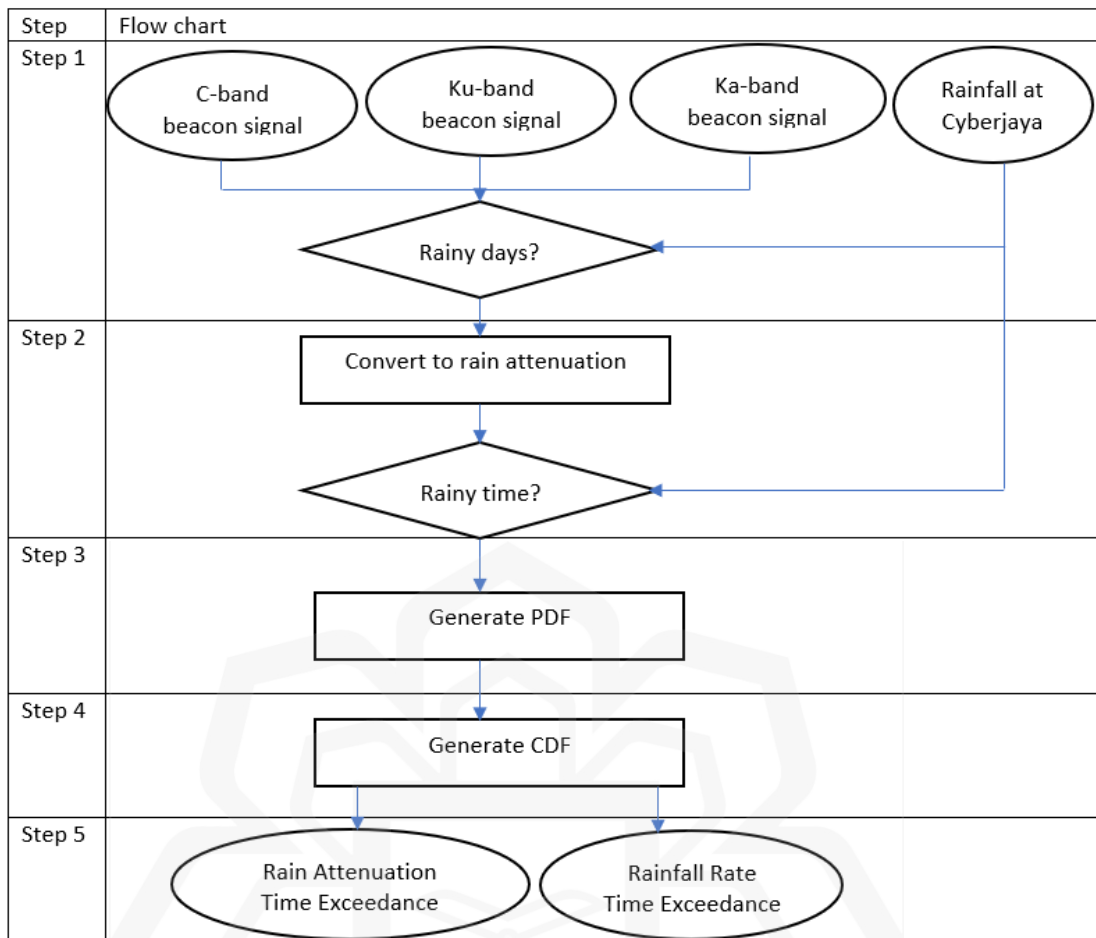 Step
Flow chart
Step 1
C-band
beacon signal
Ku-band
beacon signal
Ka-band
beacon signal
Rainfall at
Cyberjaya
Rainy days?
Step 2
Convert to rain attenuation
Rainy time?
Step 3
Generate PDF
Step 4
Generate CDF
Step 5
Rain Attenuation
Time Exceedance
Rainfall Rate
Time Exceedance